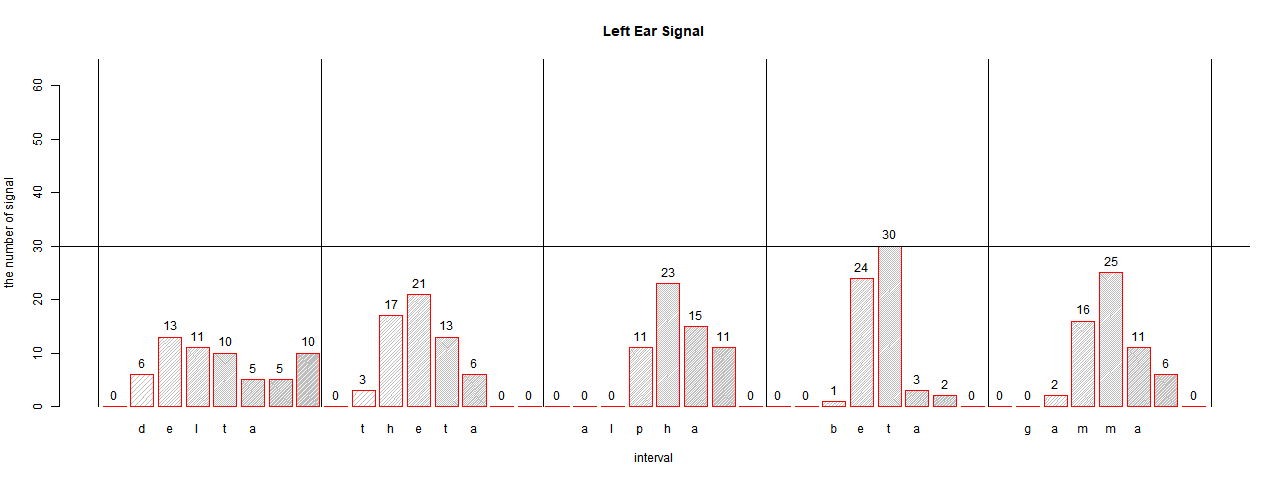 Left Ear Signal
the number of signal
60
50
40
30
20
10
0
0 6 13 11 10 5 5 10 0 3 17 21 13 6 0 0 0 0 0 11 23 15 11 0 0 0 1 24 30 3 2 0 0 0 2 16 25 11 6 0
d e l t a t h e t a a l p h a b e t a g a m m a
interval